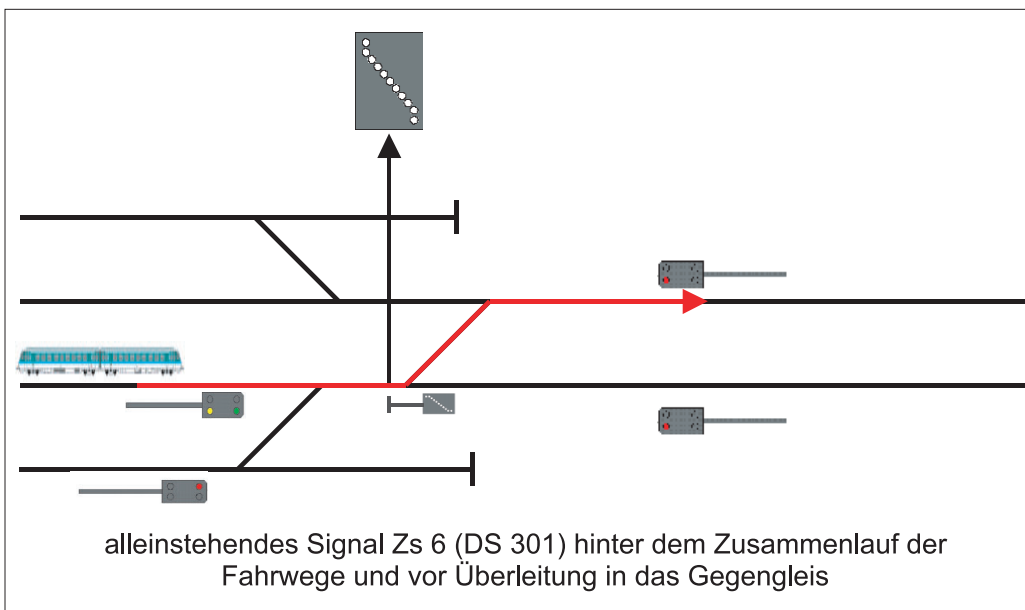 alleinstehendes Signal Zs 6 (DS 301) hinter dem Zusammenlauf der
Fahrwege und vor Überleitung in das Gegengleis